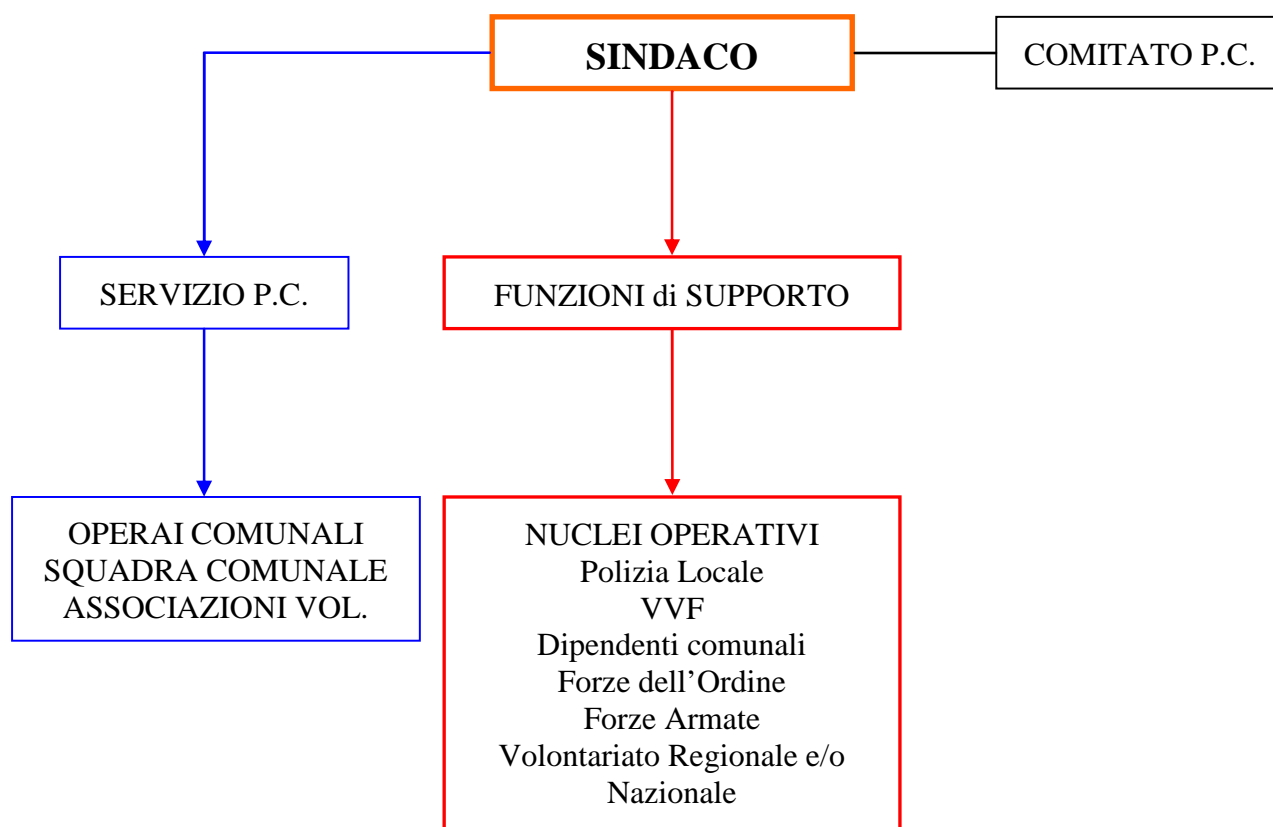 SINDACO
COMITATO P.C.
SERVIZIO P.C.
FUNZIONI di SUPPORTO
OPERAI COMUNALI
SQUADRA COMUNALE
ASSOCIAZIONI VOL.
NUCLEI OPERATIVI
Polizia Locale
VVF
Dipendenti comunali
Forze dell’Ordine
Forze Armate
Volontariato Regionale e/o
Nazionale